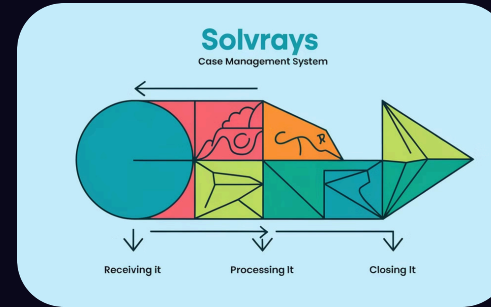 Solvrays
Case Management System
R
Receiving it
Processing It
Closing It